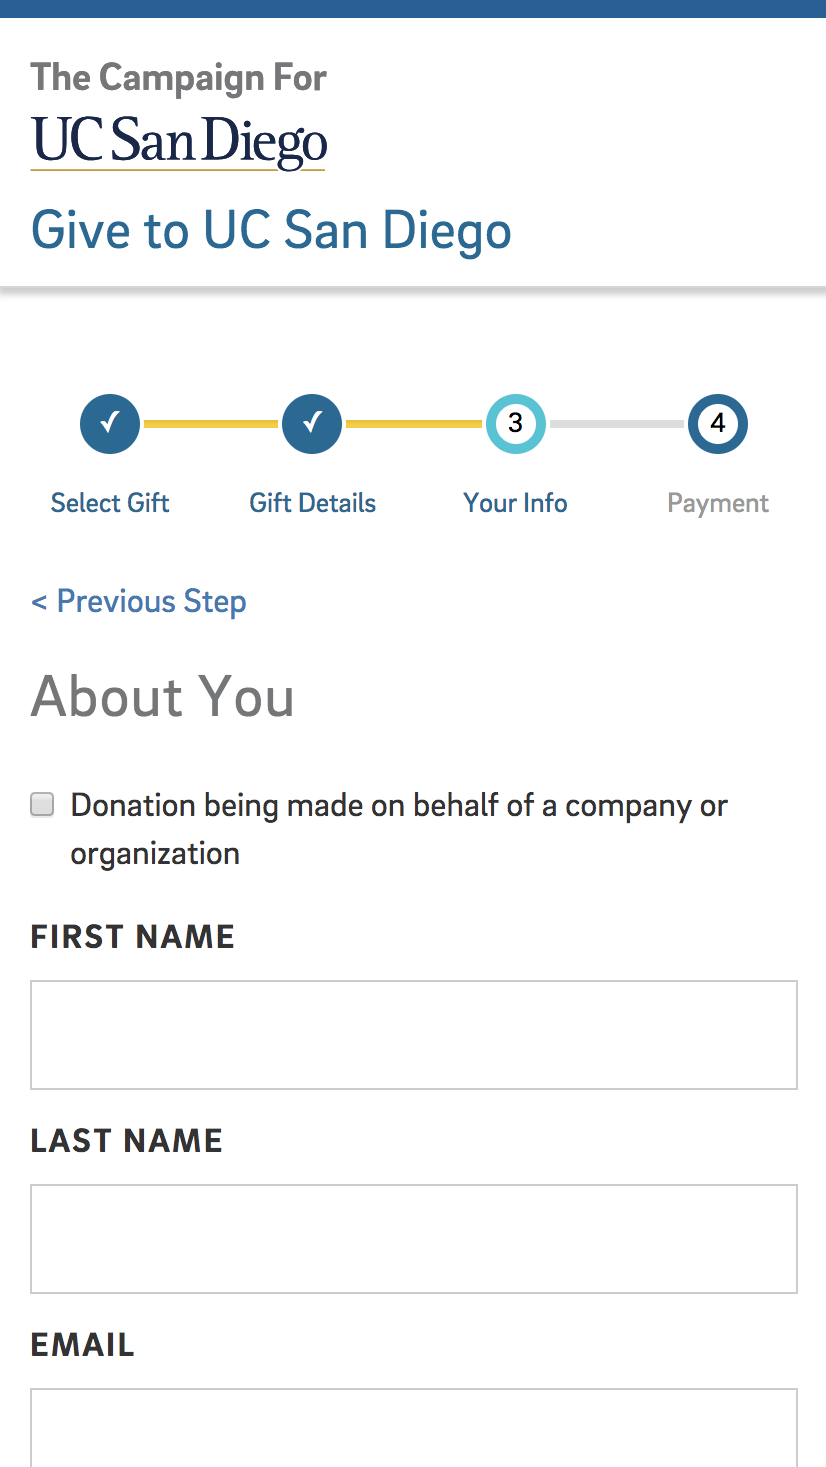 The Campaign For
UC San Diego
Give to UC San Diego
3
4
Select Gift
Gift Details
Your Info
Payment
< Previous Step
About You
Donation being made on behalf of a company or
organization
FIRST NAME
LAST NAME
EMAIL